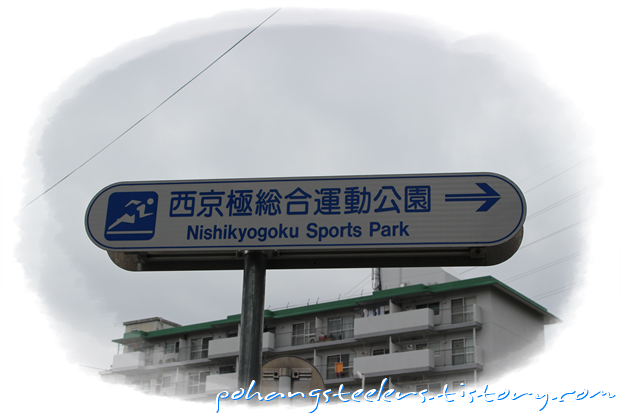 西京極総合運動公園
Nishikyogoku Sports Park
pohangsteelers.tistory.com